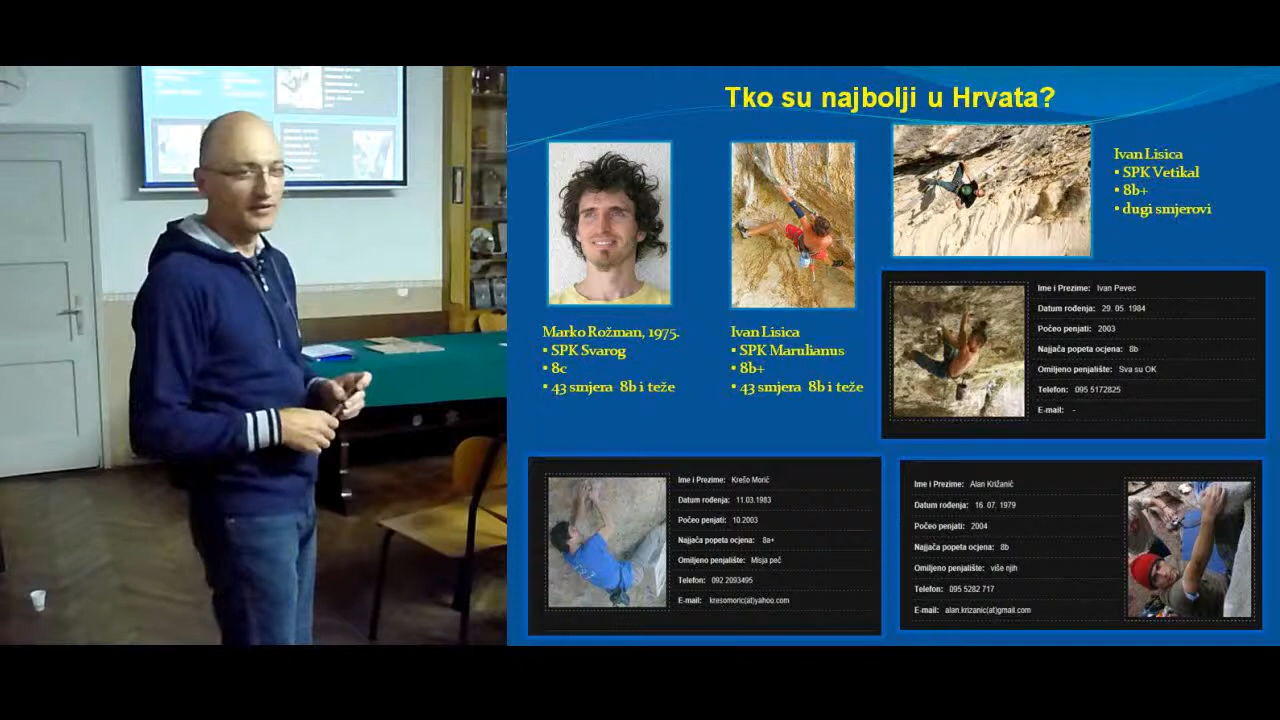 Tko su najbolji u Hrvata?
Marko Rožman, 1975.
• SPK Svarog
• 8c
• 43 smjera 8b i teže
Ivan Lisica
• SPK Marulianus
• 8b+
• 43 smjera 8b i teže
Ivan Lisica
• SPK Vetikal
• 8b+
• dugi smjerovi
Ime i Prezime: Ivan Pevec
Datum rođenja: 29. 05. 1984
Počeo penjati: 2003
Najjača popeta ocjena: 8b
Omiljeno penjalište: Sva su OK
Telefon: 095 5172825
E-mail: -
Ime i Prezime: Krešo Morić
Datum rođenja: 11.03.1983
Počeo penjati: 10.2003
Najjača popeta ocjena: 8a+
Omiljeno penjalište: Misja peč
Telefon: 092 2093495
E-mail: kresomoric(at)yahoo.com
Ime i Prezime: Alan Križanić
Datum rođenja: 16. 07. 1979
Počeo penjati: 2004
Najjača popeta ocjena: 8b
Omiljeno penjalište: više njih
Telefon: 095 5282 717
E-mail: alan.krizanic(at)gmail.com